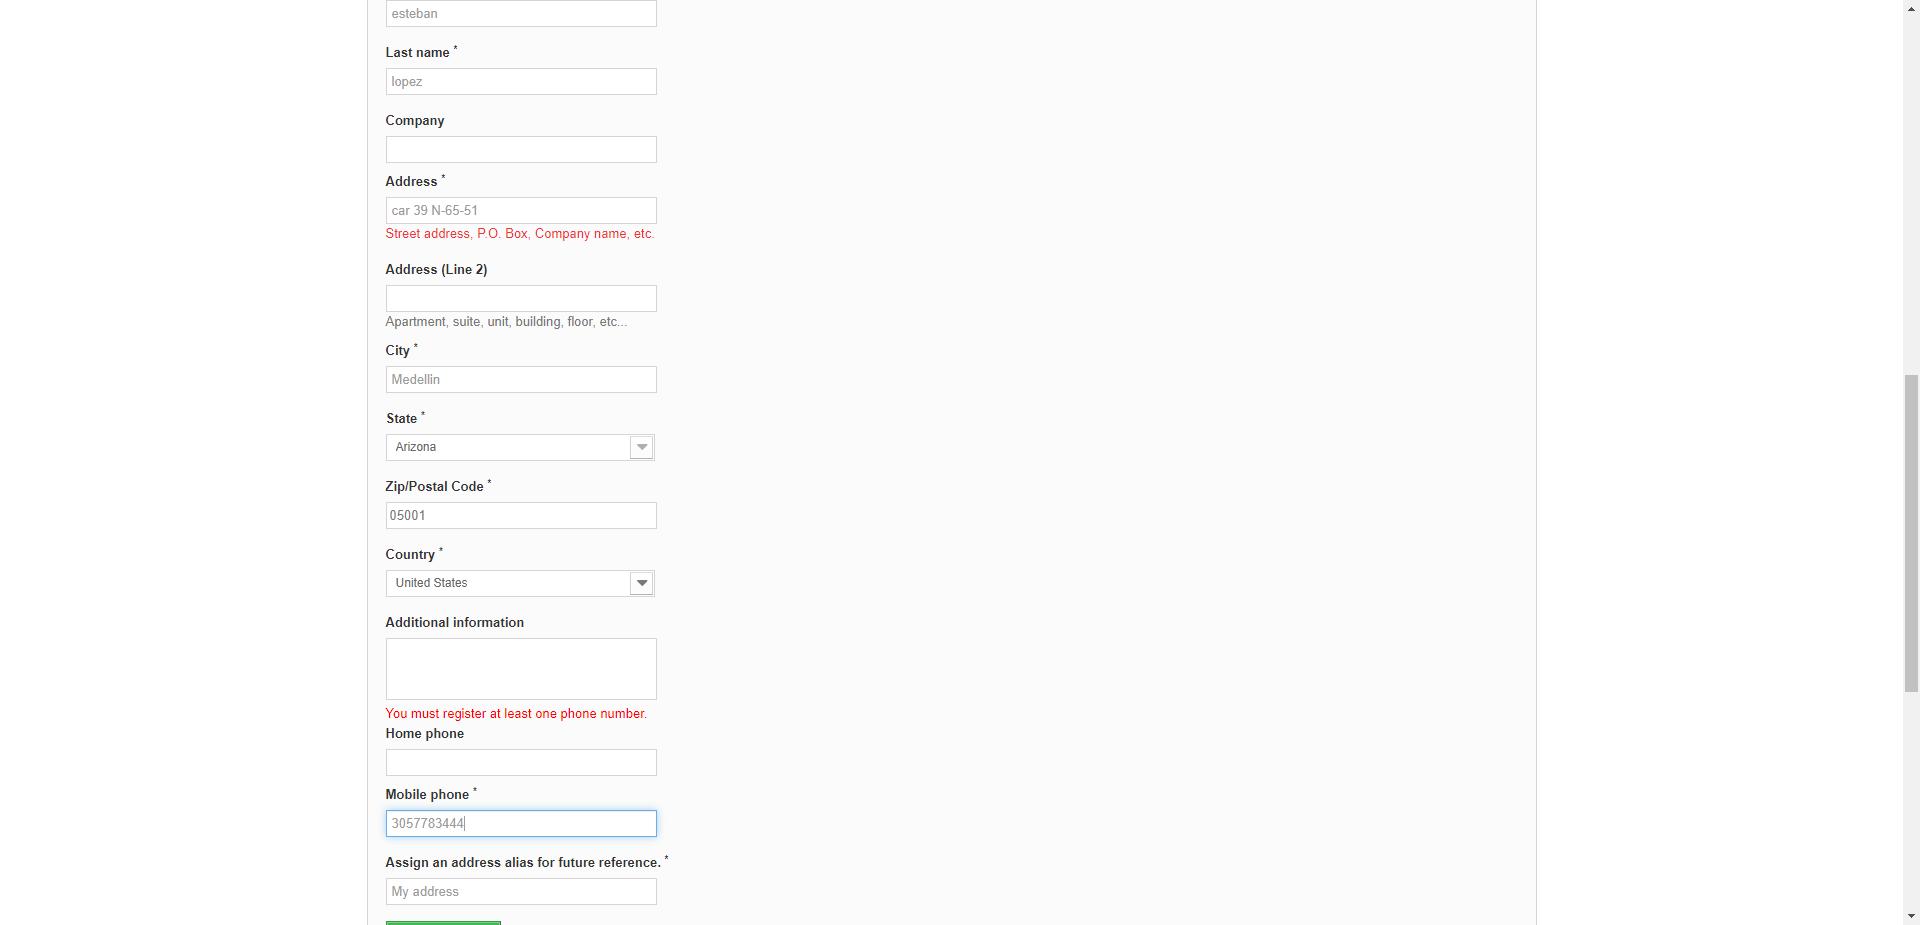 esteban
Last name *
lopez
Company
Address *
car 39 N-65-51
Street address, P.O. Box, Company name, etc.
Address (Line 2)
Apartment, suite, unit, building, floor, etc...
City *
Medellin
State *
Arizona
Zip/Postal Code *
05001
Country *
United States
Additional information
You must register at least one phone number.
Home phone
Mobile phone *
3057783444
Assign an address alias for future reference. *
My address